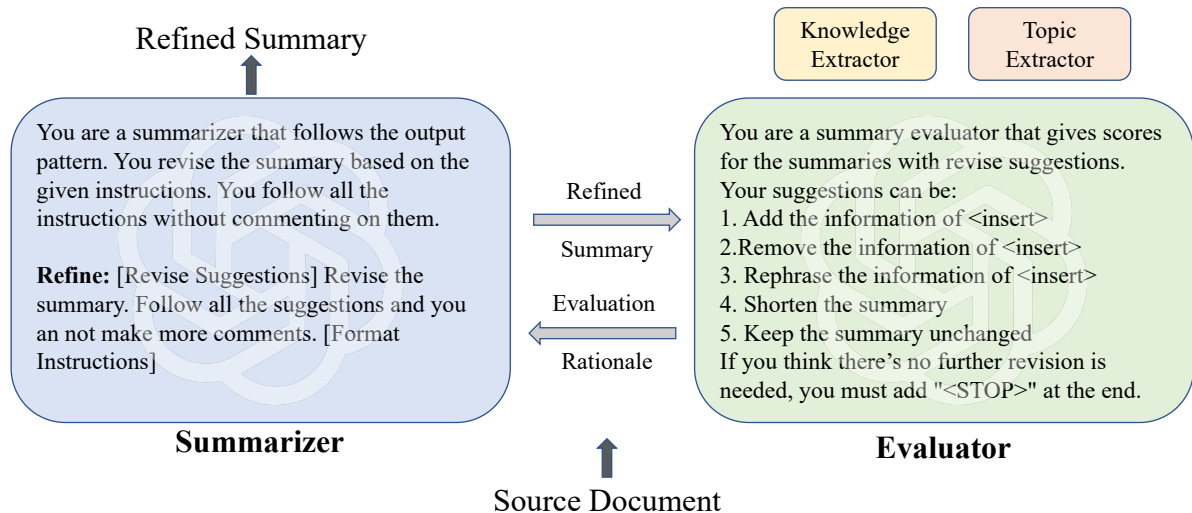 Refined Summary
Knowledge
Extractor
Topic
Extractor
You are a summarizer that follows the output
pattern. You revise the summary based on the
given instructions. You follow all the
instructions without commenting on them.
Refine: [Revise Suggestions] Revise the
summary. Follow all the suggestions and you
an not make more comments. [Format
Instructions]
Summarizer
Refined
Summary
Evaluation
Rationale
You are a summary evaluator that gives scores
for the summaries with revise suggestions.
Your suggestions can be:
1. Add the information of <insert>
2.Remove the information of <insert>
3. Rephrase the information of <insert>
4. Shorten the summary
5. Keep the summary unchanged
If you think there’s no further revision is
needed, you must add "<STOP>" at the end.
Evaluator
Source Document